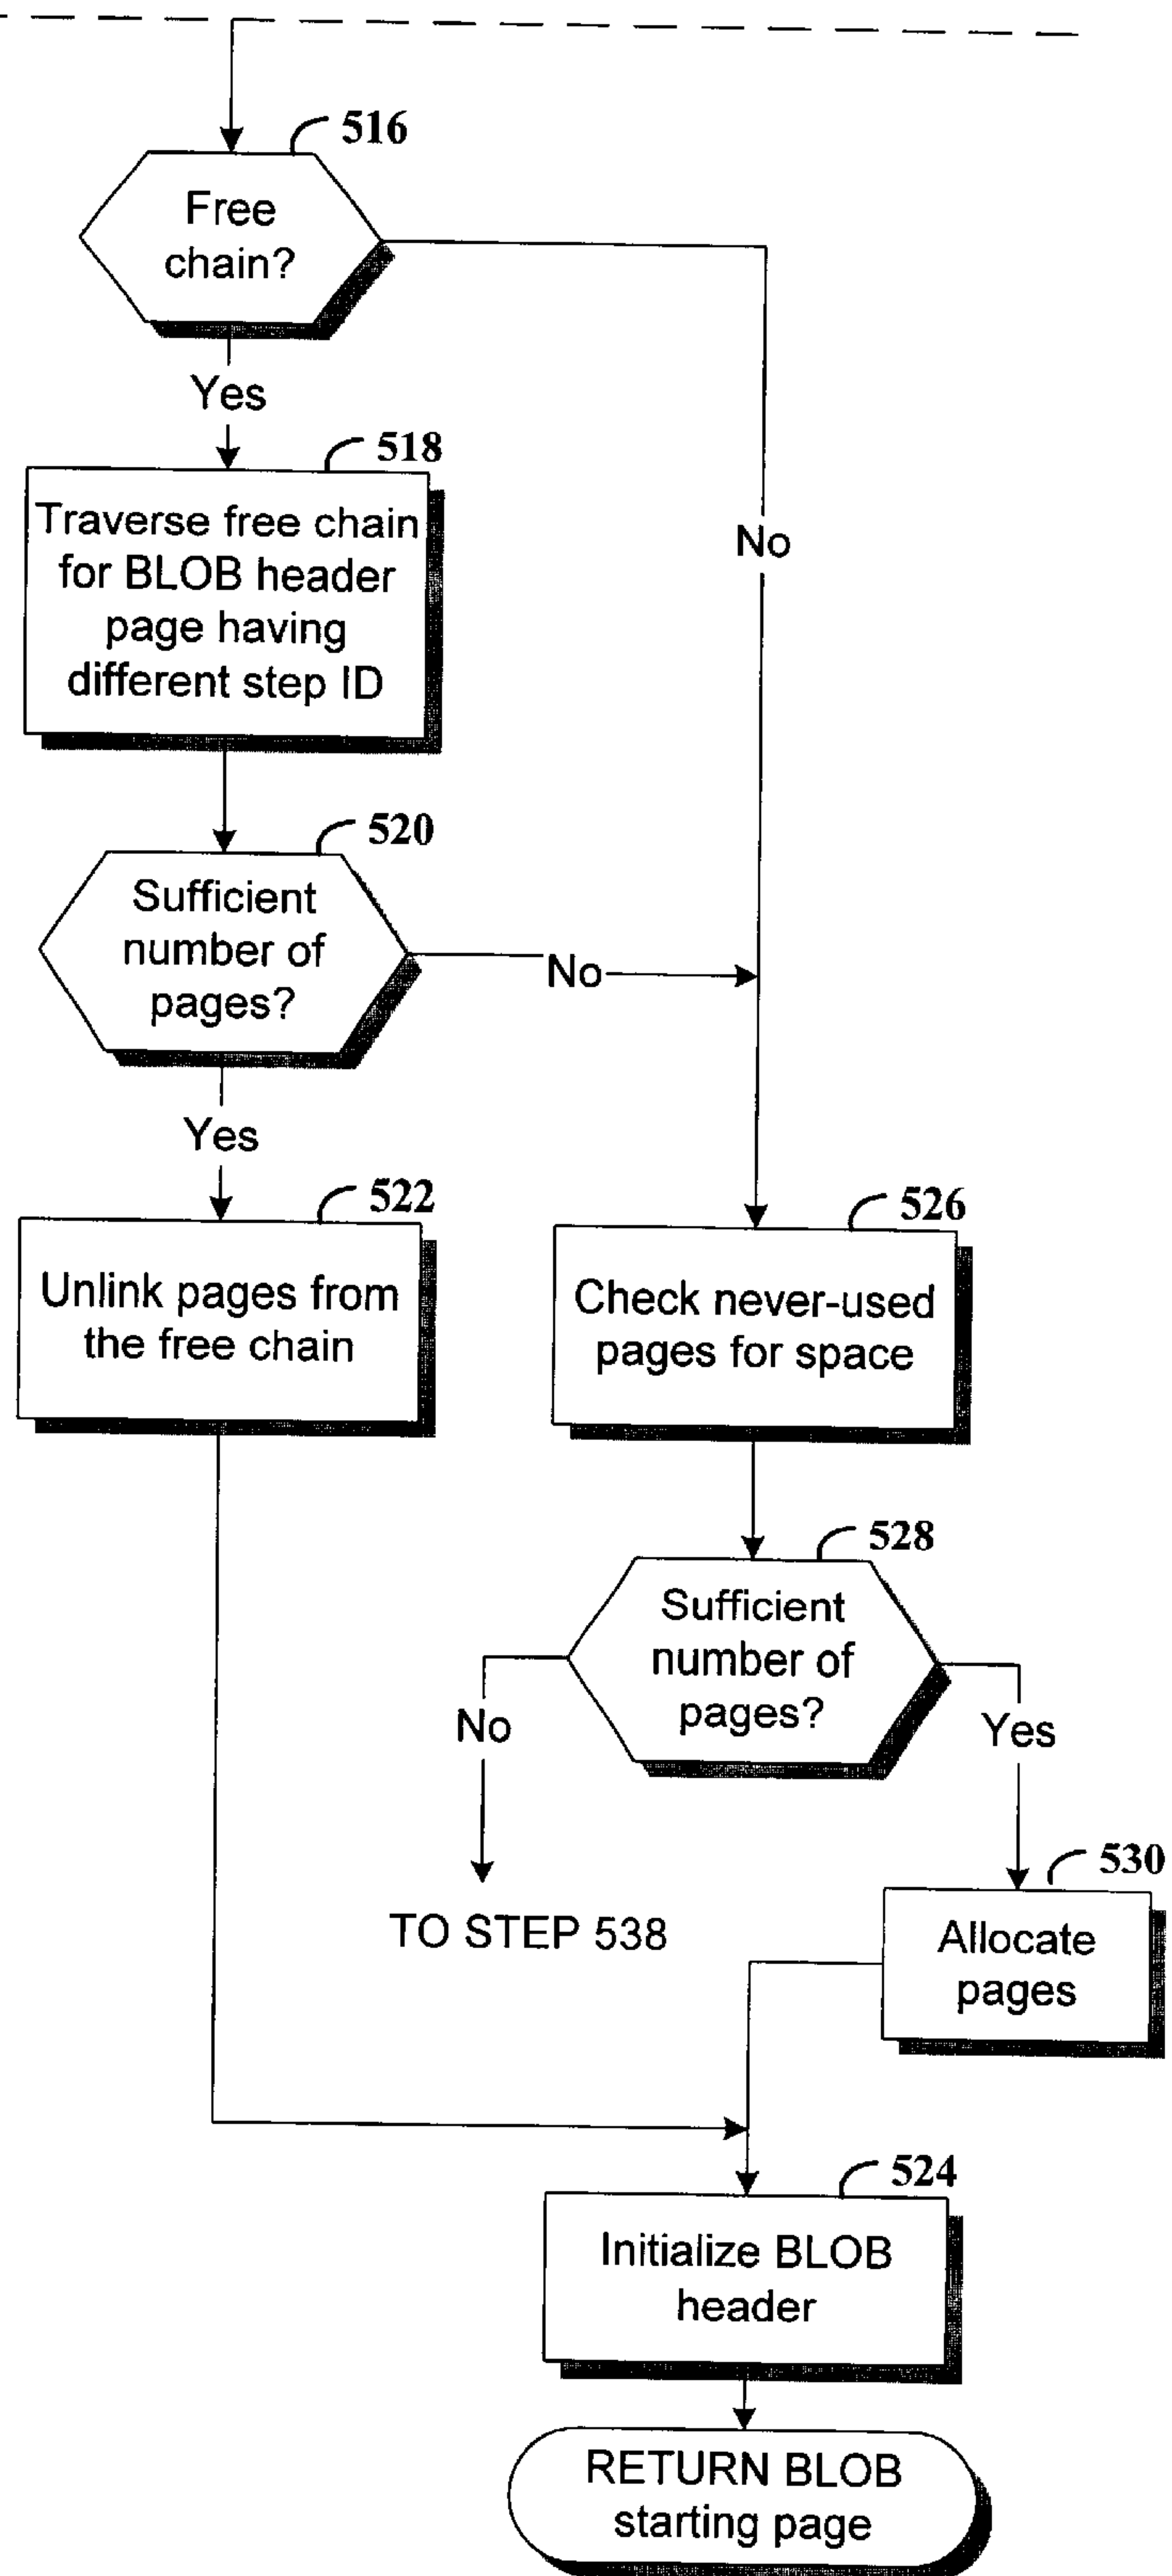 516
Free
chain?
Yes
No
518
Traverse free chain
for BLOB header
page having
different step ID
520
Sufficient
number of
pages?
No
Yes
522
Unlink pages from
the free chain
526
Check never-used
pages for space
528
Sufficient
number of
pages?
No
Yes
TO STEP 538
530
Allocate
pages
524
Initialize BLOB
header
RETURN BLOB
starting page